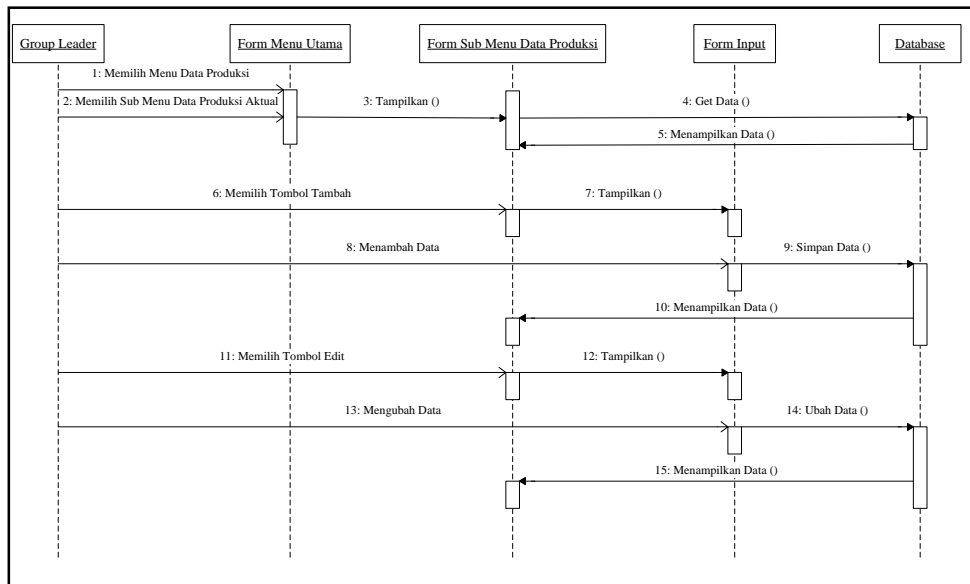 Group Leader
Form Menu Utama
Form Sub Menu Data Produksi
Form Input
Database
1: Memilih Menu Data Produksi
2: Memilih Sub Menu Data Produksi Aktual
3: Tampilkan ()
4: Get Data ()
5: Menampilkan Data ()
6: Memilih Tombol Tambah
7: Tampilkan ()
8: Menambah Data
9: Simpan Data ()
10: Menampilkan Data ()
11: Memilih Tombol Edit
12: Tampilkan ()
13: Mengubah Data
14: Ubah Data ()
15: Menampilkan Data ()